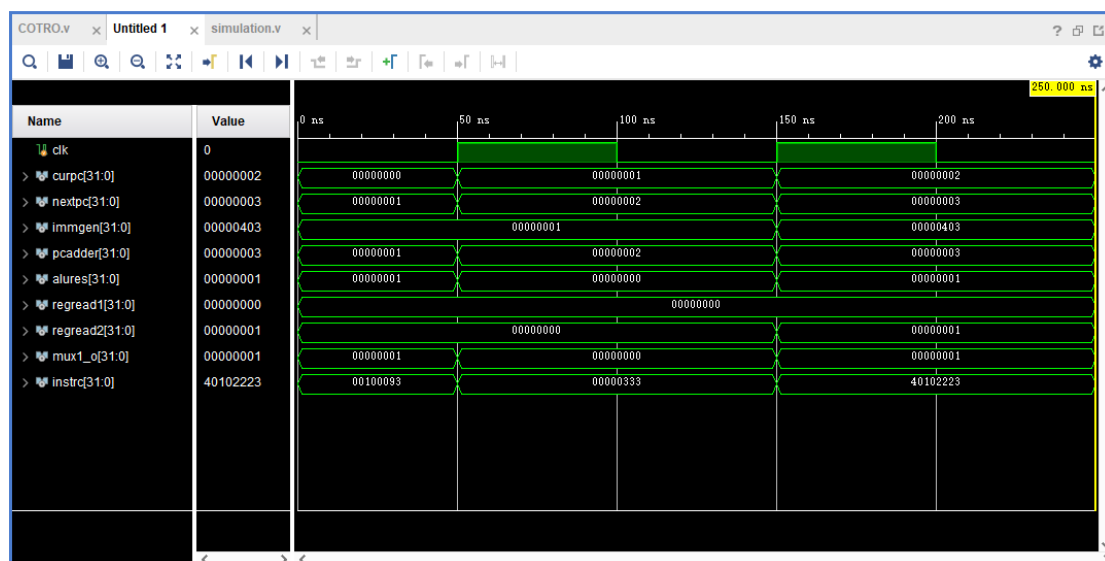 COTRO.v × Untitled 1 × simulation.v ×
250.000 ns
Name Value 0 ns 50 ns 100 ns 150 ns 200 ns
clk 0
curpc[31:0] 00000002 00000000 00000001 00000002
nextpc[31:0] 00000003 00000001 00000002 00000003
immgen[31:0] 00000403 00000001 00000403
pcadder[31:0] 00000003 00000001 00000002 00000003
alures[31:0] 00000001 00000001 00000000 00000001
regread1[31:0] 00000000 00000000
regread2[31:0] 00000001 00000000 00000001
mux1_o[31:0] 00000001 00000001 00000000 00000001
instrc[31:0] 40102223 00100093 00000333 40102223